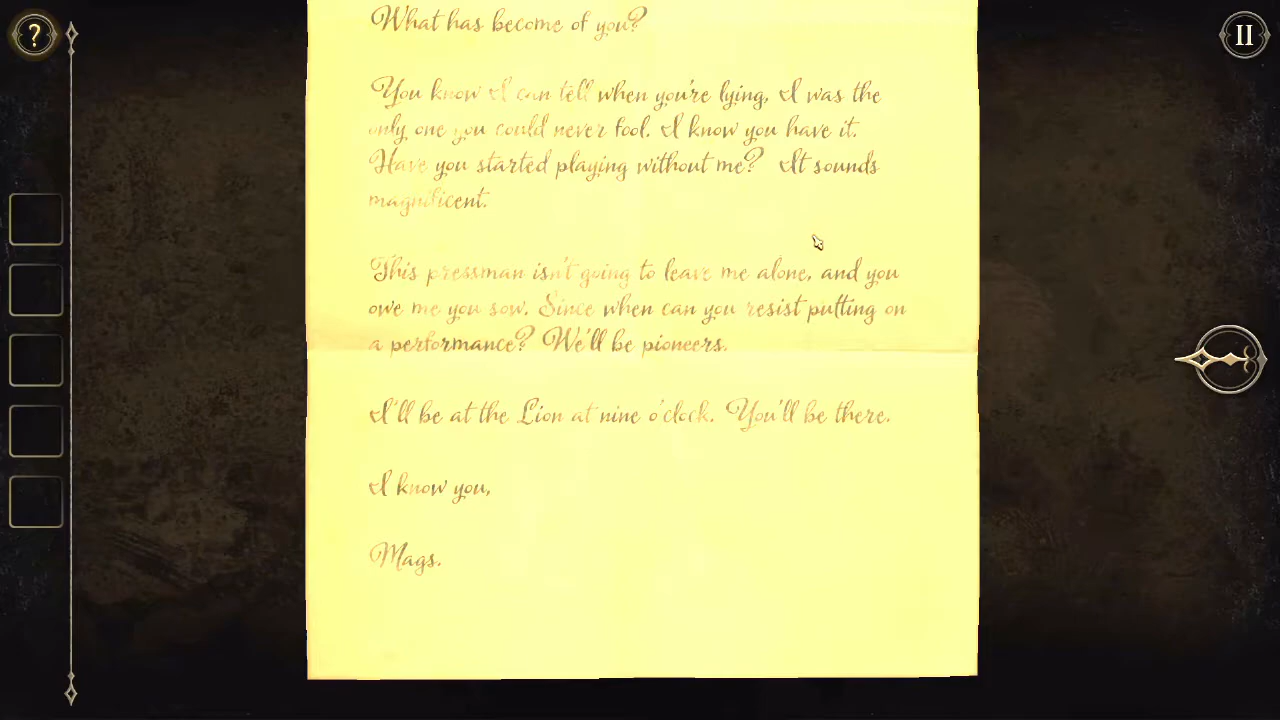 ?
II
What has become of you?
You know I can tell when you're lying, I was the
only one you could never fool. I know you have it.
Have you started playing without me? It sounds
magnificent.
This pressman isn't going to leave me alone, and you
owe me you sow. Since when can you resist putting on
a performance? We'll be pioneers.
I'll be at the Lion at nine o'clock. You'll be there.
I know you,
Mags.